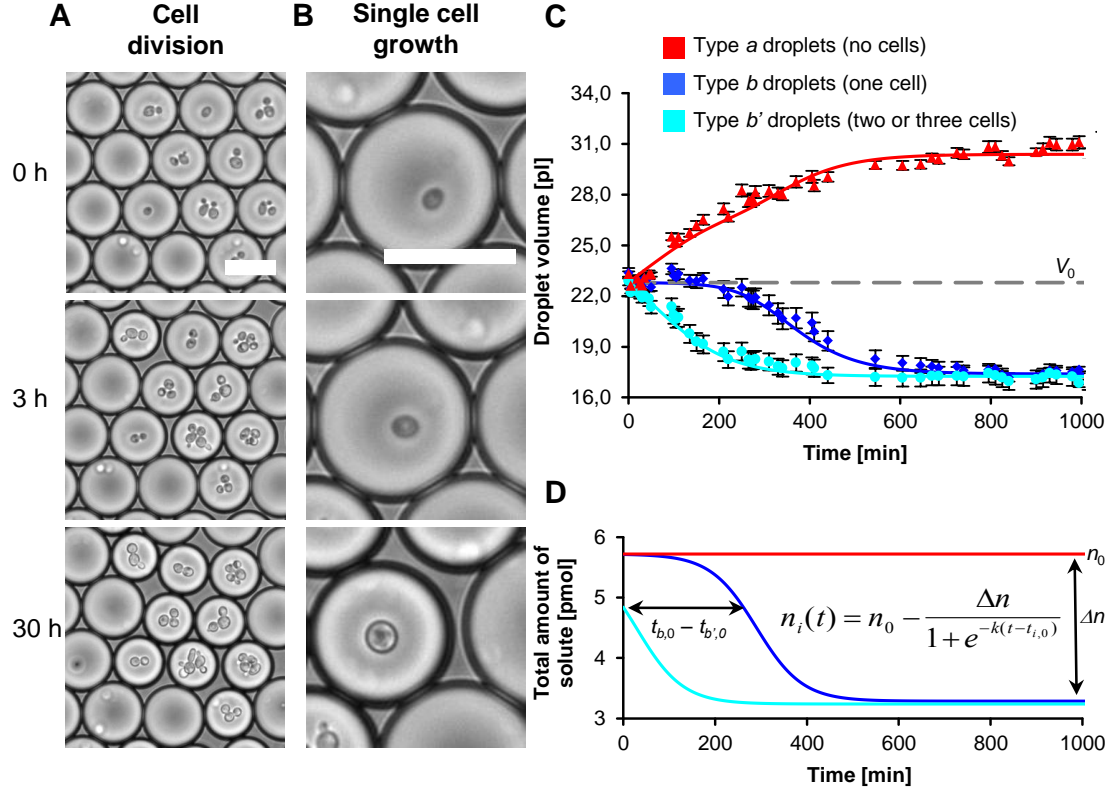 A
Cell
division
B
Single cell
growth
0 h
3 h
30 h
C
Type a droplets (no cells)
Type b droplets (one cell)
Type b' droplets (two or three cells)
34,0
31,0
28,0
25,0
22,0
19,0
16,0
Droplet volume [pl]
V0
0
200
400
600
800
1000
Time [min]
D
6
5
4
3
Total amount of
solute [pmol]
n0
Δn
tb,0 – tb',0
ni(t) = n0 − Δn / (1 + e^−k(t−ti,0))
0
200
400
600
800
1000
Time [min]